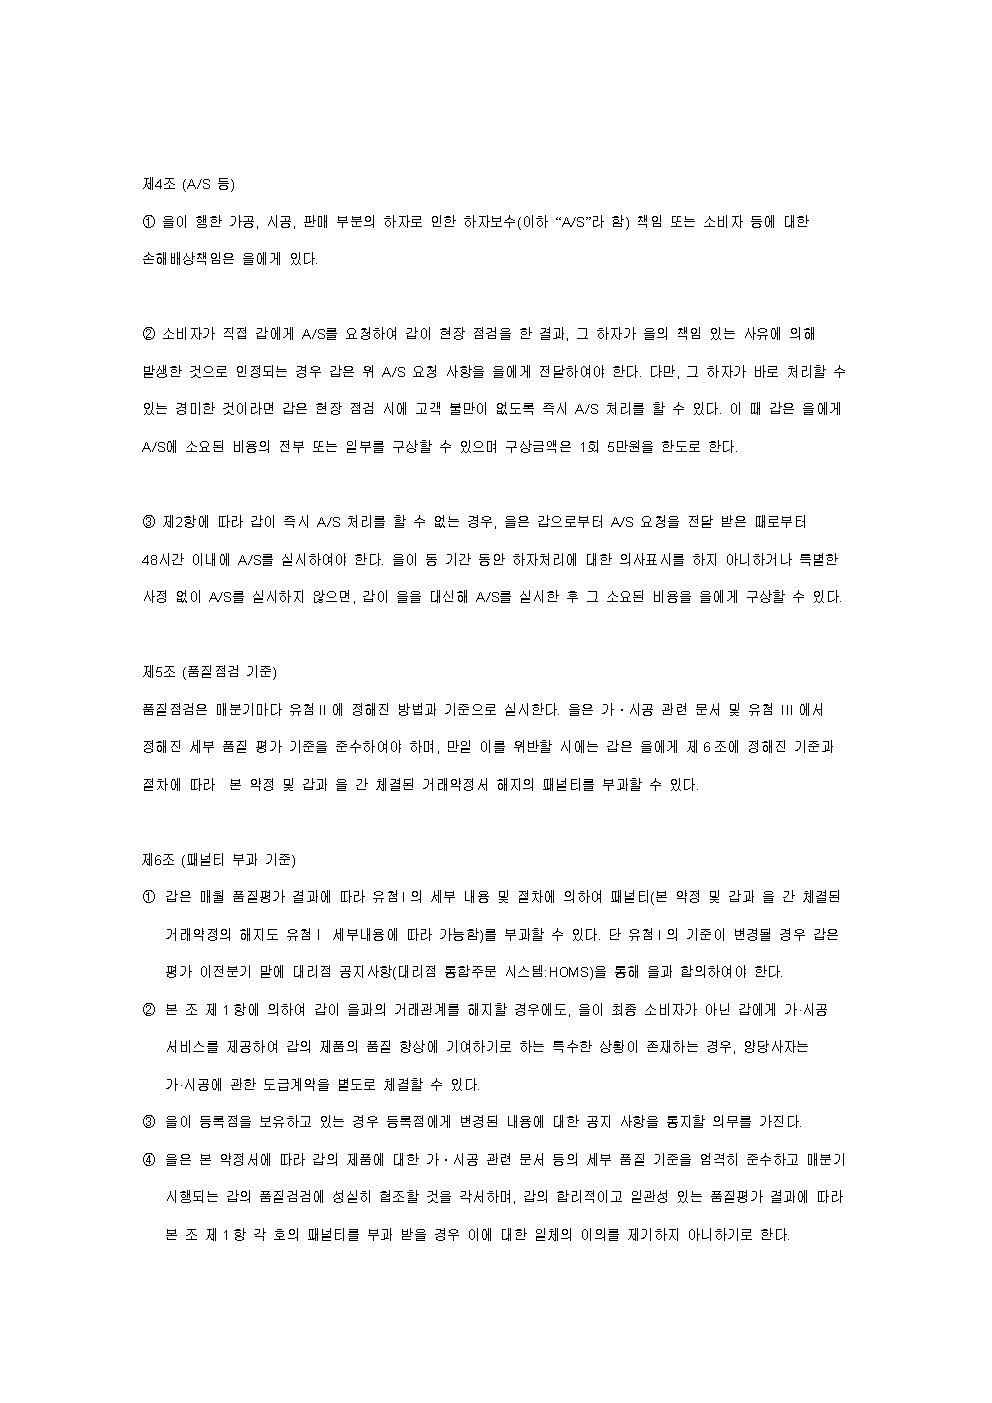 제4조 (A/S 등)
① 을이 행한 가공, 시공, 판매 부분의 하자로 인한 하자보수(이하 “A/S”라 함) 책임 또는 소비자 등에 대한
손해배상책임은 을에게 있다.
② 소비자가 직접 갑에게 A/S를 요청하여 갑이 현장 점검을 한 결과, 그 하자가 을의 책임 있는 사유에 의해
발생한 것으로 인정되는 경우 갑은 위 A/S 요청 사항을 을에게 전달하여야 한다. 다만, 그 하자가 바로 처리할 수
있는 경미한 것이라면 갑은 현장 점검 시에 고객 불만이 없도록 즉시 A/S 처리를 할 수 있다. 이 때 갑은 을에게
A/S에 소요된 비용의 전부 또는 일부를 구상할 수 있으며 구상금액은 1회 5만원을 한도로 한다.
③ 제2항에 따라 갑이 즉시 A/S 처리를 할 수 없는 경우, 을은 갑으로부터 A/S 요청을 전달 받은 때로부터
48시간 이내에 A/S를 실시하여야 한다. 을이 동 기간 동안 하자처리에 대한 의사표시를 하지 아니하거나 특별한
사정 없이 A/S를 실시하지 않으면, 갑이 을을 대신해 A/S를 실시한 후 그 소요된 비용을 을에게 구상할 수 있다.
제5조 (품질점검 기준)
품질점검은 매분기마다 유첨 II 에 정해진 방법과 기준으로 실시한다. 을은 가 · 시공 관련 문서 및 유첨 III 에서
정해진 세부 품질 평가 기준을 준수하여야 하며, 만일 이를 위반할 시에는 갑은 을에게 제 6 조에 정해진 기준과
절차에 따라 본 약정 및 갑과 을 간 체결된 거래약정서 해지의 패널티를 부과할 수 있다.
제6조 (패널티 부과 기준)
① 갑은 매월 품질평가 결과에 따라 유첨 I 의 세부 내용 및 절차에 의하여 패널티(본 약정 및 갑과 을 간 체결된
거래약정의 해지도 유첨 I 세부내용에 따라 가능함)를 부과할 수 있다. 단 유첨 I 의 기준이 변경될 경우 갑은
평가 이전분기 말에 대리점 공지사항(대리점 통합주문 시스템:HOMS)을 통해 을과 합의하여야 한다.
② 본 조 제 1 항에 의하여 갑이 을과의 거래관계를 해지할 경우에도, 을이 최종 소비자가 아닌 갑에게 가·시공
서비스를 제공하여 갑의 제품의 품질 향상에 기여하기로 하는 특수한 상황이 존재하는 경우, 양당사자는
가·시공에 관한 도급계약을 별도로 체결할 수 있다.
③ 을이 등록점을 보유하고 있는 경우 등록점에게 변경된 내용에 대한 공지 사항을 통지할 의무를 가진다.
④ 을은 본 약정서에 따라 갑의 제품에 대한 가 · 시공 관련 문서 등의 세부 품질 기준을 엄격히 준수하고 매분기
시행되는 갑의 품질검검에 성실히 협조할 것을 각서하며, 갑의 합리적이고 일관성 있는 품질평가 결과에 따라
본 조 제 1 항 각 호의 패널티를 부과 받을 경우 이에 대한 일체의 이의를 제기하지 아니하기로 한다.